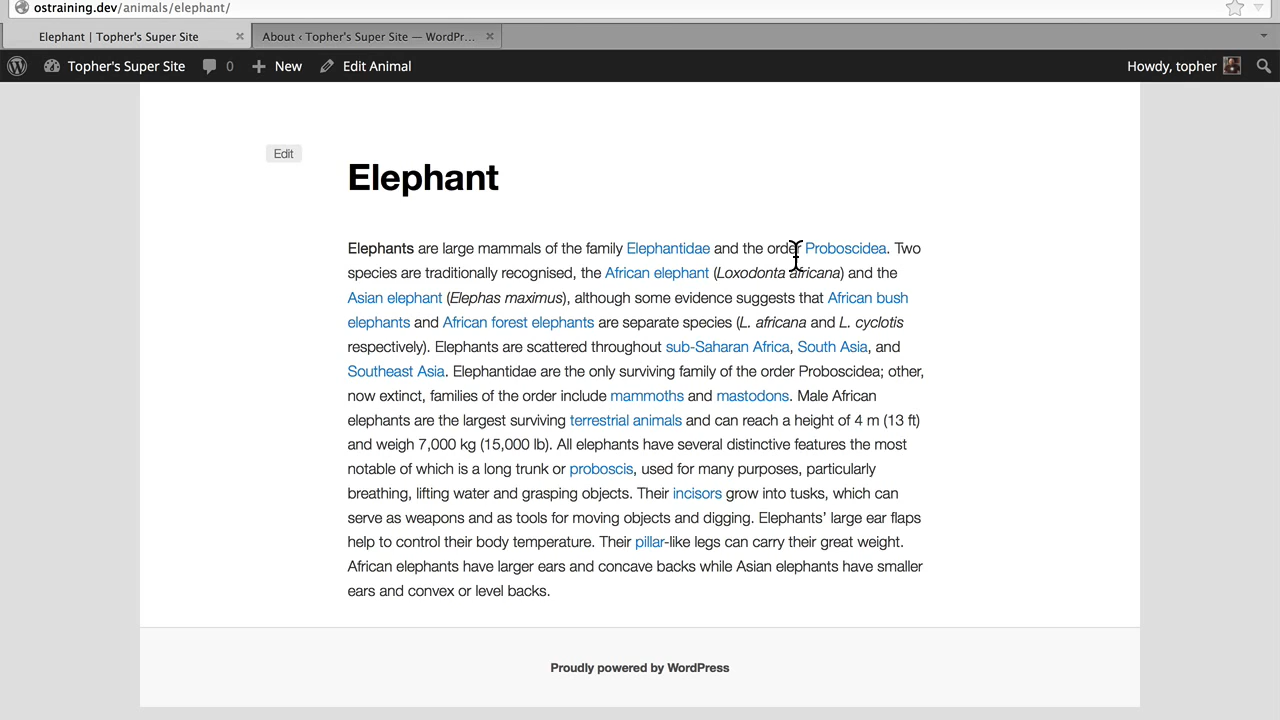 ostraining.dev/animals/elephant/
Elephant | Topher's Super Site × About ‹ Topher's Super Site — WordPr... ×
Topher's Super Site 0 + New Edit Animal Howdy, topher
Edit
Elephant
Elephants are large mammals of the family Elephantidae and the order Proboscidea. Two
species are traditionally recognised, the African elephant (Loxodonta africana) and the
Asian elephant (Elephas maximus), although some evidence suggests that African bush
elephants and African forest elephants are separate species (L. africana and L. cyclotis
respectively). Elephants are scattered throughout sub-Saharan Africa, South Asia, and
Southeast Asia. Elephantidae are the only surviving family of the order Proboscidea; other,
now extinct, families of the order include mammoths and mastodons. Male African
elephants are the largest surviving terrestrial animals and can reach a height of 4 m (13 ft)
and weigh 7,000 kg (15,000 lb). All elephants have several distinctive features the most
notable of which is a long trunk or proboscis, used for many purposes, particularly
breathing, lifting water and grasping objects. Their incisors grow into tusks, which can
serve as weapons and as tools for moving objects and digging. Elephants’ large ear flaps
help to control their body temperature. Their pillar-like legs can carry their great weight.
African elephants have larger ears and concave backs while Asian elephants have smaller
ears and convex or level backs.
Proudly powered by WordPress